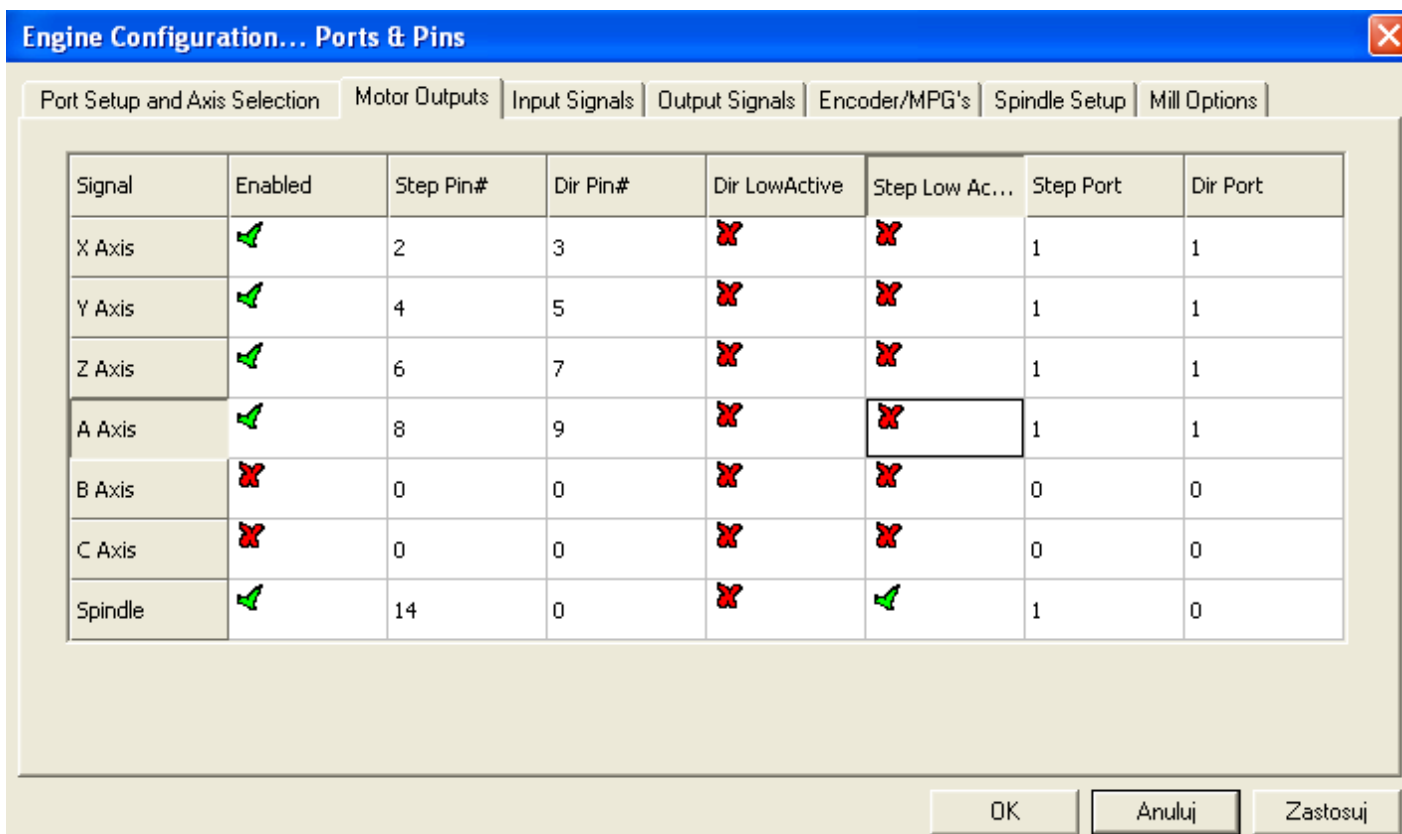 Engine Configuration... Ports & Pins
Port Setup and Axis Selection Motor Outputs Input Signals Output Signals Encoder/MPG's Spindle Setup Mill Options
Signal Enabled Step Pin# Dir Pin# Dir LowActive Step Low Ac... Step Port Dir Port
X Axis 2 3 1 1
Y Axis 4 5 1 1
Z Axis 6 7 1 1
A Axis 8 9 1 1
B Axis 0 0 0 0
C Axis 0 0 0 0
Spindle 14 0 1 0
OK Anuluj Zastosuj